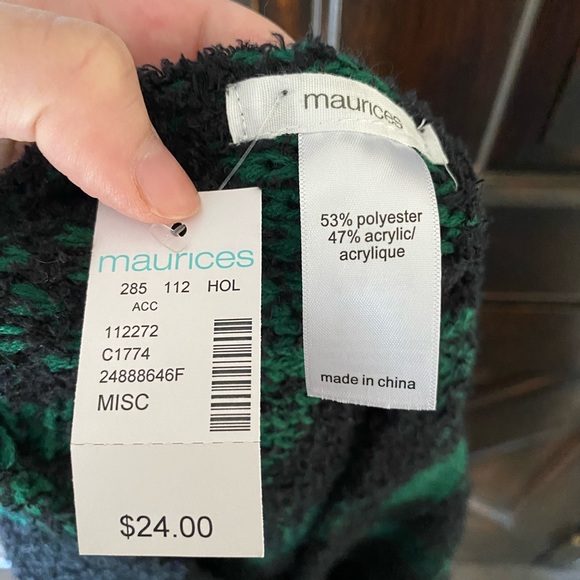 maurices
53% polyester
47% acrylic/
acrylique
made in china
maurices
285 112 HOL
ACC
112272
C1774
24888646F
MISC
$24.00